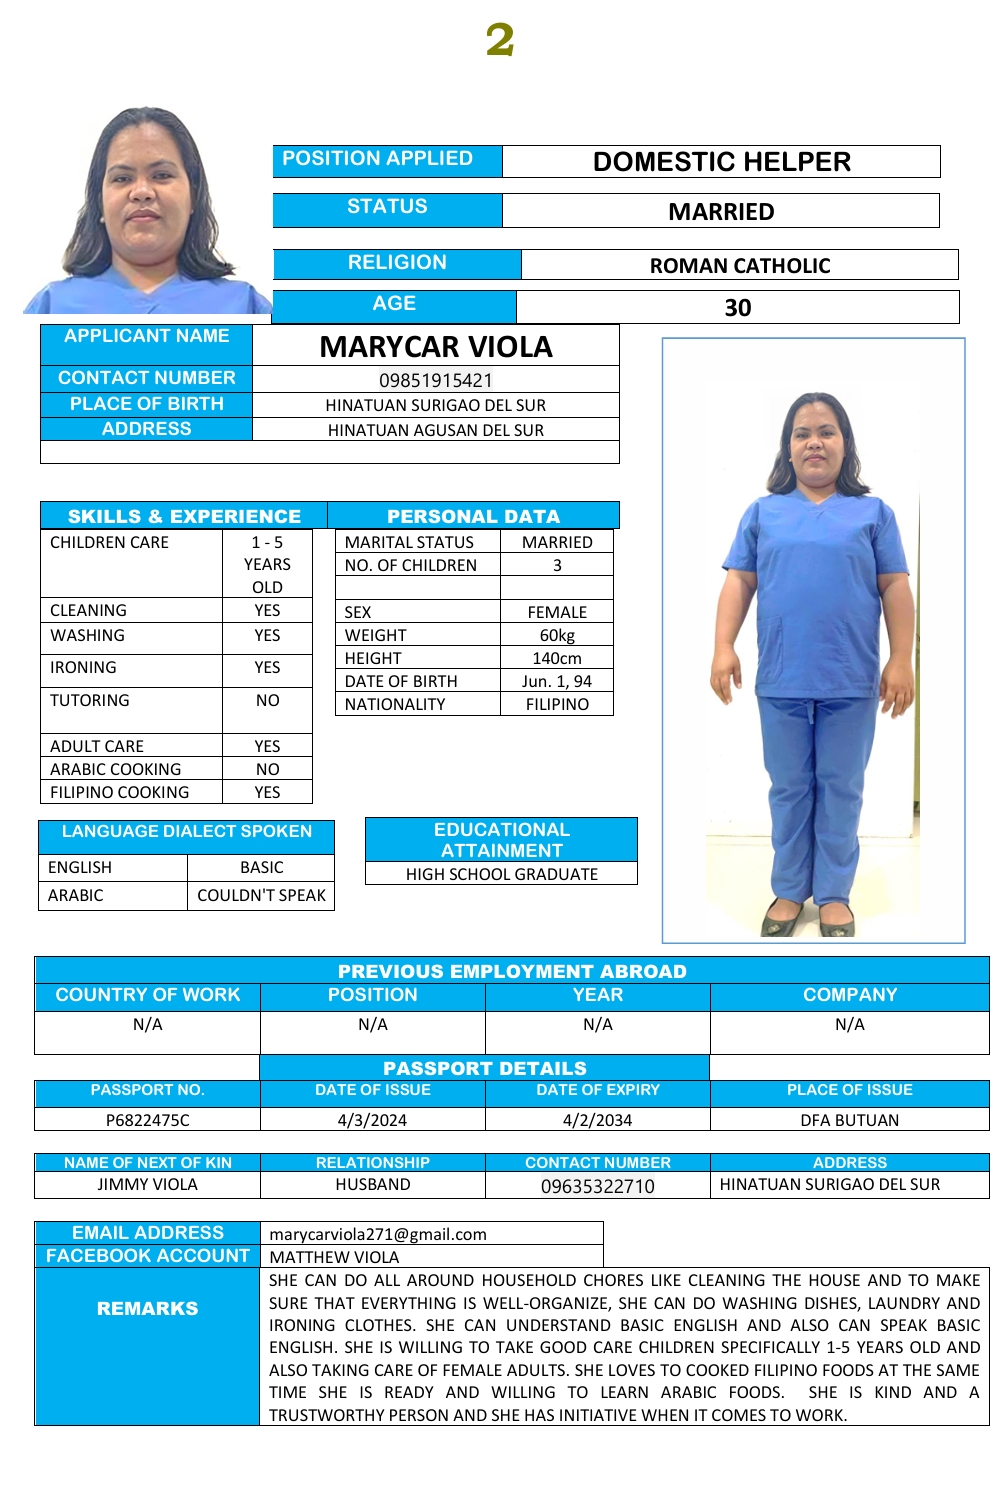 2
POSITION APPLIED DOMESTIC HELPER
STATUS MARRIED
RELIGION ROMAN CATHOLIC
AGE 30
APPLICANT NAME MARYCAR VIOLA
CONTACT NUMBER 09851915421
PLACE OF BIRTH HINATUAN SURIGAO DEL SUR
ADDRESS HINATUAN AGUSAN DEL SUR
SKILLS & EXPERIENCE
CHILDREN CARE 1 - 5
YEARS
OLD
CLEANING YES
WASHING YES
IRONING YES
TUTORING NO
ADULT CARE YES
ARABIC COOKING NO
FILIPINO COOKING YES
PERSONAL DATA
MARITAL STATUS MARRIED
NO. OF CHILDREN 3
SEX FEMALE
WEIGHT 60kg
HEIGHT 140cm
DATE OF BIRTH Jun. 1, 94
NATIONALITY FILIPINO
LANGUAGE DIALECT SPOKEN
ENGLISH BASIC
ARABIC COULDN'T SPEAK
EDUCATIONAL
ATTAINMENT
HIGH SCHOOL GRADUATE
PREVIOUS EMPLOYMENT ABROAD
COUNTRY OF WORK POSITION YEAR COMPANY
N/A N/A N/A N/A
PASSPORT DETAILS
PASSPORT NO. DATE OF ISSUE DATE OF EXPIRY PLACE OF ISSUE
P6822475C 4/3/2024 4/2/2034 DFA BUTUAN
NAME OF NEXT OF KIN RELATIONSHIP CONTACT NUMBER ADDRESS
JIMMY VIOLA HUSBAND 09635322710 HINATUAN SURIGAO DEL SUR
EMAIL ADDRESS marycarviola271@gmail.com
FACEBOOK ACCOUNT MATTHEW VIOLA
REMARKS
SHE CAN DO ALL AROUND HOUSEHOLD CHORES LIKE CLEANING THE HOUSE AND TO MAKE
SURE THAT EVERYTHING IS WELL-ORGANIZE, SHE CAN DO WASHING DISHES, LAUNDRY AND
IRONING CLOTHES. SHE CAN UNDERSTAND BASIC ENGLISH AND ALSO CAN SPEAK BASIC
ENGLISH. SHE IS WILLING TO TAKE GOOD CARE CHILDREN SPECIFICALLY 1-5 YEARS OLD AND
ALSO TAKING CARE OF FEMALE ADULTS. SHE LOVES TO COOKED FILIPINO FOODS AT THE SAME
TIME SHE IS READY AND WILLING TO LEARN ARABIC FOODS. SHE IS KIND AND A
TRUSTWORTHY PERSON AND SHE HAS INITIATIVE WHEN IT COMES TO WORK.